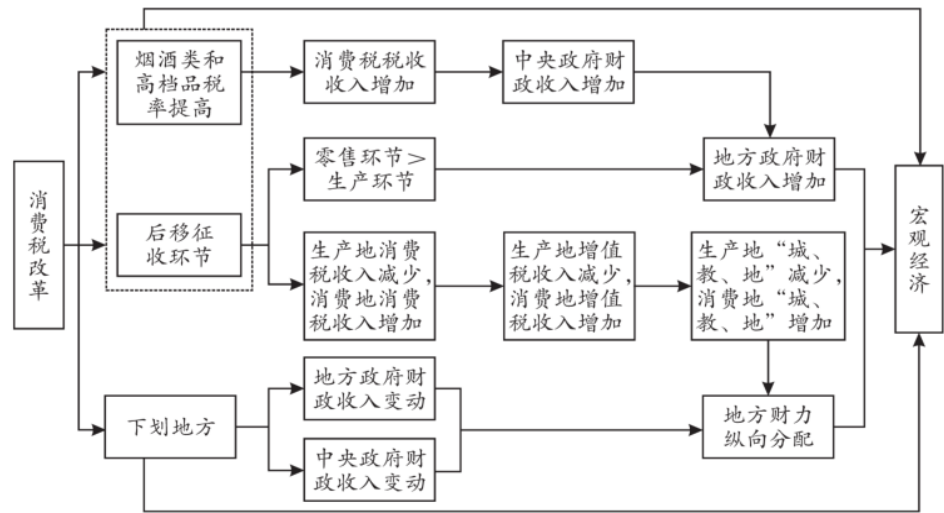 消费税改革
烟酒类和
高档品税
率提高
消费税税收
收入增加
中央政府财
政收入增加
零售环节>
生产环节
地方政府财
政收入增加
后移征
收环节
生产地消费
税收入减少,
消费地消费
税收入增加
生产地增值
税收入减少,
消费地增值
税收入增加
生产地“城、
教、地”减少,
消费地“城、
教、地”增加
宏观经济
下划地方
地方政府财
政收入变动
中央政府财
政收入变动
地方财力
纵向分配